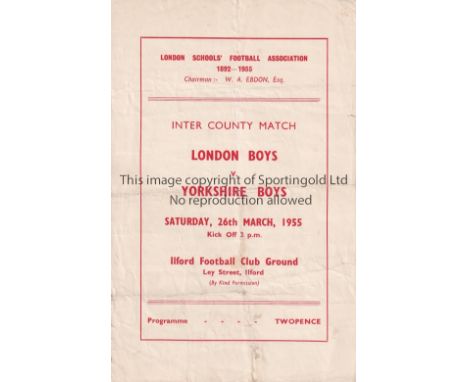 LONDON SCHOOLS' FOOTBALL ASSOCIATION
1892—1955
Chairman :- W. A. EBDON, Esq.
INTER COUNTY MATCH
LONDON BOYS
v.
This image copyright of Sportingold Ltd
YORKSHIRE BOYS
No reproduction allowed
SATURDAY, 26th MARCH, 1955
Kick Off 3 p.m.
Ilford Football Club Ground
Ley Street, Ilford
(By Kind Permission)
Programme - - - - TWOPENCE